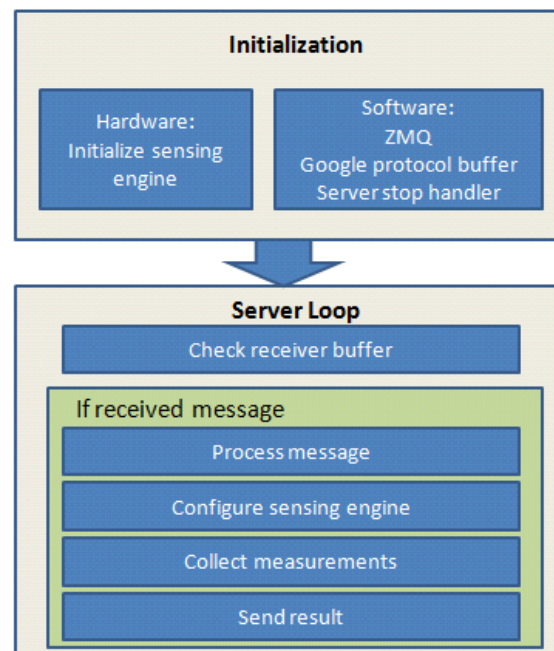 Initialization
Hardware:
Initialize sensing
engine
Software:
ZMQ
Google protocol buffer
Server stop handler
Server Loop
Check receiver buffer
If received message
Process message
Configure sensing engine
Collect measurements
Send result